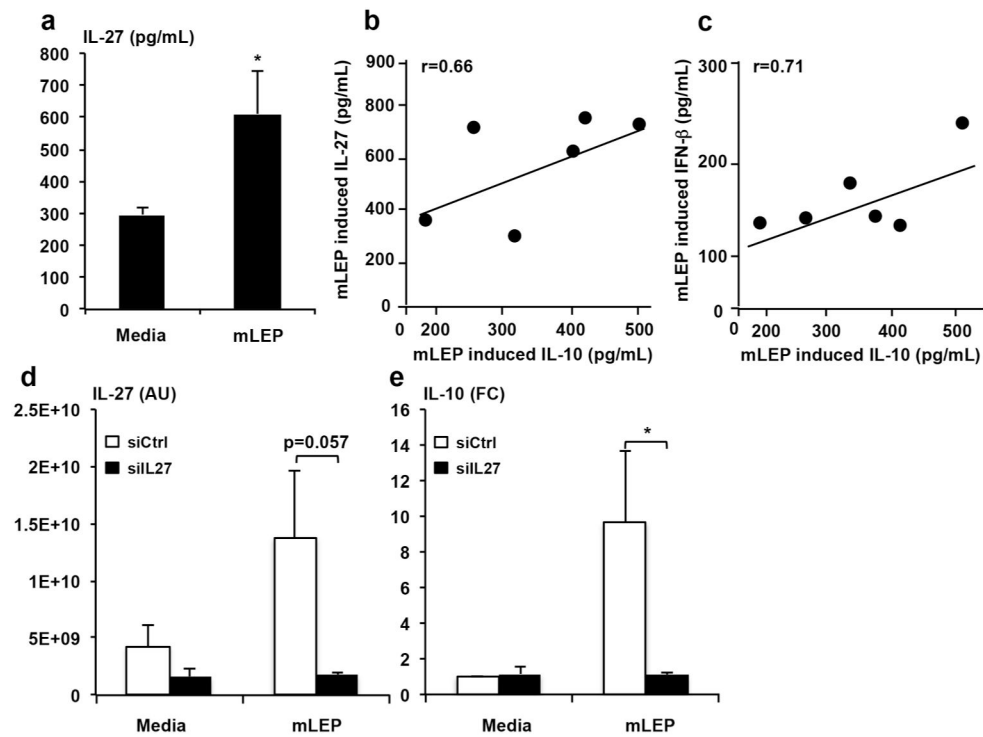 a
IL-27 (pg/mL)
800
700
600
500
400
300
200
100
0
*
Media
mLEP
b
r=0.66
mLEP induced IL-27 (pg/mL)
900
800
600
400
200
0
0
200
300
400
500
mLEP induced IL-10 (pg/mL)
c
r=0.71
mLEP induced IFN-β (pg/mL)
300
200
100
0
0
200
300
400
500
mLEP induced IL-10 (pg/mL)
d
IL-27 (AU)
2.5E+10
2E+10
1.5E+10
1E+10
5E+09
0
siCtrl
siIL27
p=0.057
Media
mLEP
e
IL-10 (FC)
16
14
12
10
8
6
4
2
0
siCtrl
siIL27
*
Media
mLEP